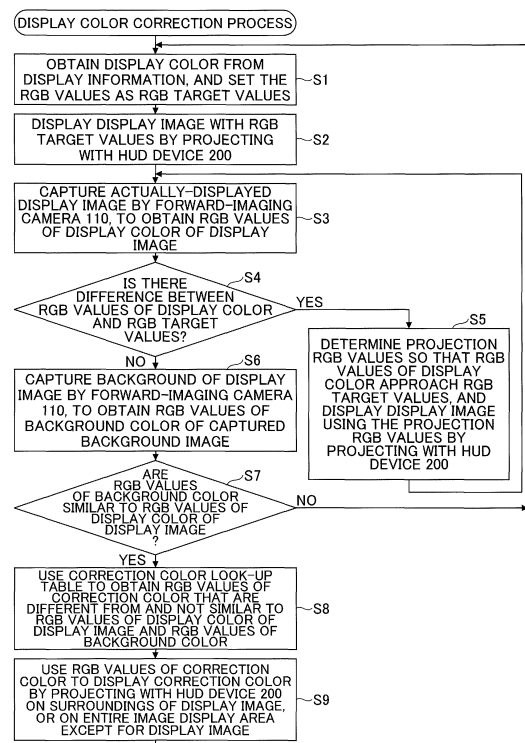 DISPLAY COLOR CORRECTION PROCESS
OBTAIN DISPLAY COLOR FROM
DISPLAY INFORMATION, AND SET THE
RGB VALUES AS RGB TARGET VALUES
S1
DISPLAY DISPLAY IMAGE WITH RGB
TARGET VALUES BY PROJECTING
WITH HUD DEVICE 200
S2
CAPTURE ACTUALLY-DISPLAYED
DISPLAY IMAGE BY FORWARD-IMAGING
CAMERA 110, TO OBTAIN RGB VALUES
OF DISPLAY COLOR OF DISPLAY
IMAGE
S3
S4
IS THERE
DIFFERENCE BETWEEN
RGB VALUES OF DISPLAY COLOR
AND RGB TARGET
VALUES?
YES
NO
S5
DETERMINE PROJECTION
RGB VALUES SO THAT RGB
VALUES OF DISPLAY
COLOR APPROACH RGB
TARGET VALUES, AND
DISPLAY DISPLAY IMAGE
USING THE PROJECTION
RGB VALUES BY
PROJECTING WITH HUD
DEVICE 200
S6
CAPTURE BACKGROUND OF DISPLAY
IMAGE BY FORWARD-IMAGING CAMERA
110, TO OBTAIN RGB VALUES OF
BACKGROUND COLOR OF CAPTURED
BACKGROUND IMAGE
S7
ARE
RGB VALUES
OF BACKGROUND COLOR
SIMILAR TO RGB VALUES OF
DISPLAY COLOR OF
DISPLAY IMAGE
?
NO
YES
USE CORRECTION COLOR LOOK-UP
TABLE TO OBTAIN RGB VALUES OF
CORRECTION COLOR THAT ARE
DIFFERENT FROM AND NOT SIMILAR TO
RGB VALUES OF DISPLAY COLOR OF
DISPLAY IMAGE AND RGB VALUES OF
BACKGROUND COLOR
S8
USE RGB VALUES OF CORRECTION
COLOR TO DISPLAY CORRECTION COLOR
BY PROJECTING WITH HUD DEVICE 200
ON SURROUNDINGS OF DISPLAY IMAGE,
OR ON ENTIRE IMAGE DISPLAY AREA
EXCEPT FOR DISPLAY IMAGE
S9